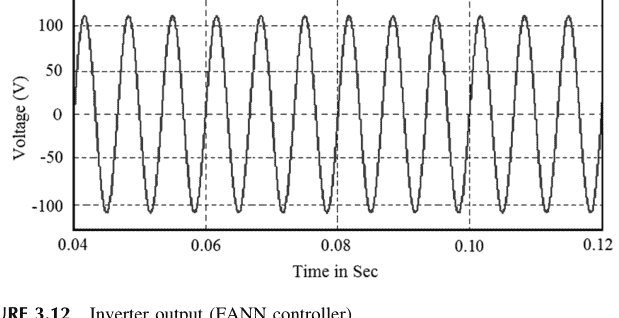 Voltage (V)
100
50
0
-50
-100
0.04 0.06 0.08 0.10 0.12
Time in Sec
URE 3.12 Inverter output (FANN controller)